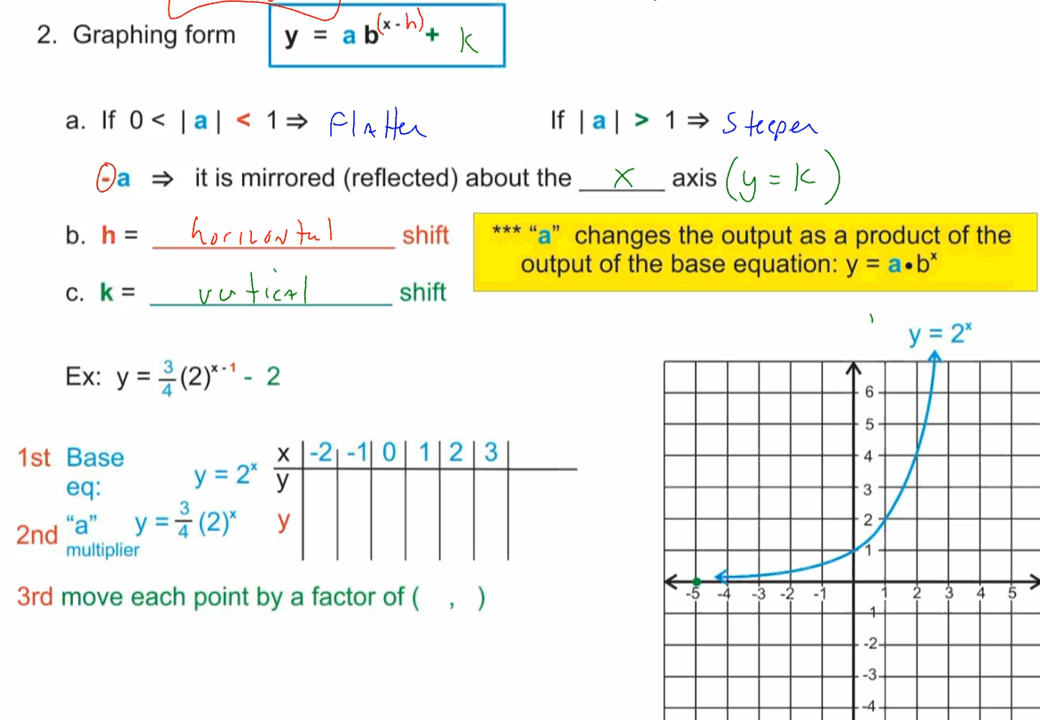 2. Graphing form y = a b^(x - h) + k
a. If 0 < | a | < 1 ⇒ Flatter If | a | > 1 ⇒ Steeper
-a ⇒ it is mirrored (reflected) about the x axis (y = k)
b. h = horizontal shift
c. k = vertical shift
*** “a” changes the output as a product of the
output of the base equation: y = a•b^x
y = 2^x
Ex: y = 3/4 (2)^x - 1 - 2
1st Base eq: y = 2^x
x -2 -1 0 1 2 3
y
2nd “a” multiplier y = 3/4 (2)^x y
3rd move each point by a factor of ( , )
6
5
4
3
2
1
-5 -4 -3 -2 -1 1 2 3 4 5
1
-2
-3
-4